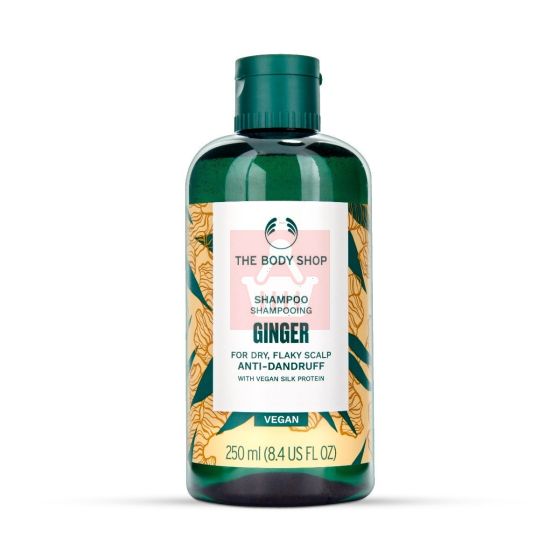 THE BODY SHOP
SHAMPOO
SHAMPOOING
GINGER
FOR DRY, FLAKY SCALP
ANTI-DANDRUFF
WITH VEGAN SILK PROTEIN
VEGAN
250 ml (8.4 US FL OZ)